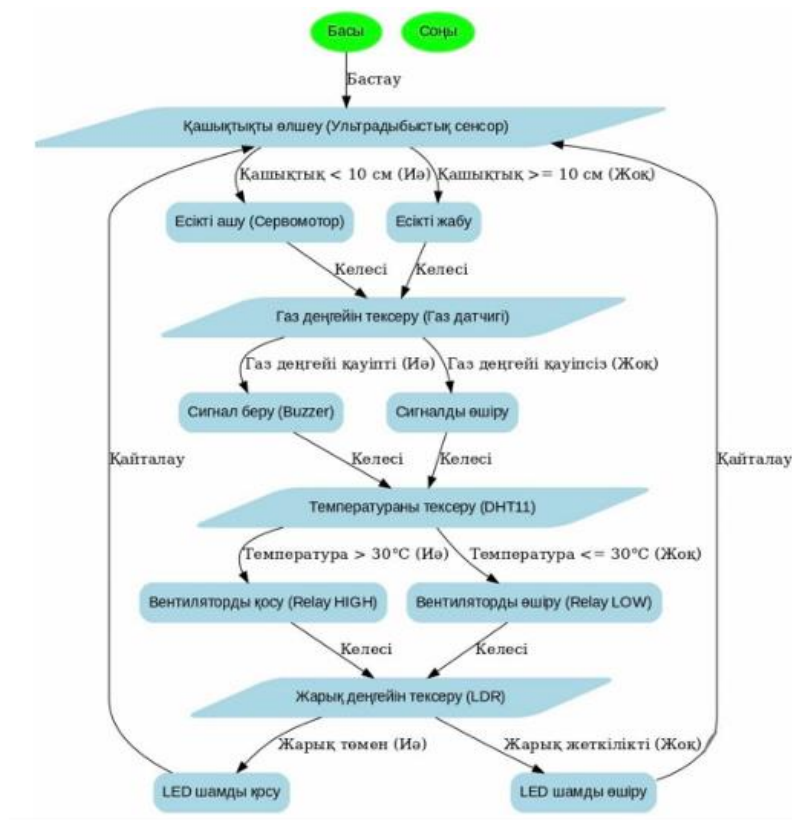 Басы Соңы
Бастау
Қашықтықты өлшеу (Ультрадыбыстық сенсор)
Қашықтық < 10 см (Иә) Қашықтық >= 10 см (Жоқ)
Есікті ашу (Сервомотор) Есікті жабу
Келесі Келесі
Газ деңгейін тексеру (Газ датчигі)
Газ деңгейі қауіпті (Иә) Газ деңгейі қауіпсіз (Жоқ)
Сигнал беру (Buzzer) Сигналды өшіру
Қайталау Келесі Келесі Қайталау
Температураны тексеру (DHT11)
Температура > 30°C (Иә) Температура <= 30°C (Жоқ)
Вентиляторды қосу (Relay HIGH) Вентиляторды өшіру (Relay LOW)
Келесі Келесі
Жарық деңгейін тексеру (LDR)
Жарық төмен (Иә) Жарық жеткілікті (Жоқ)
LED шамды қосу LED шамды өшіру